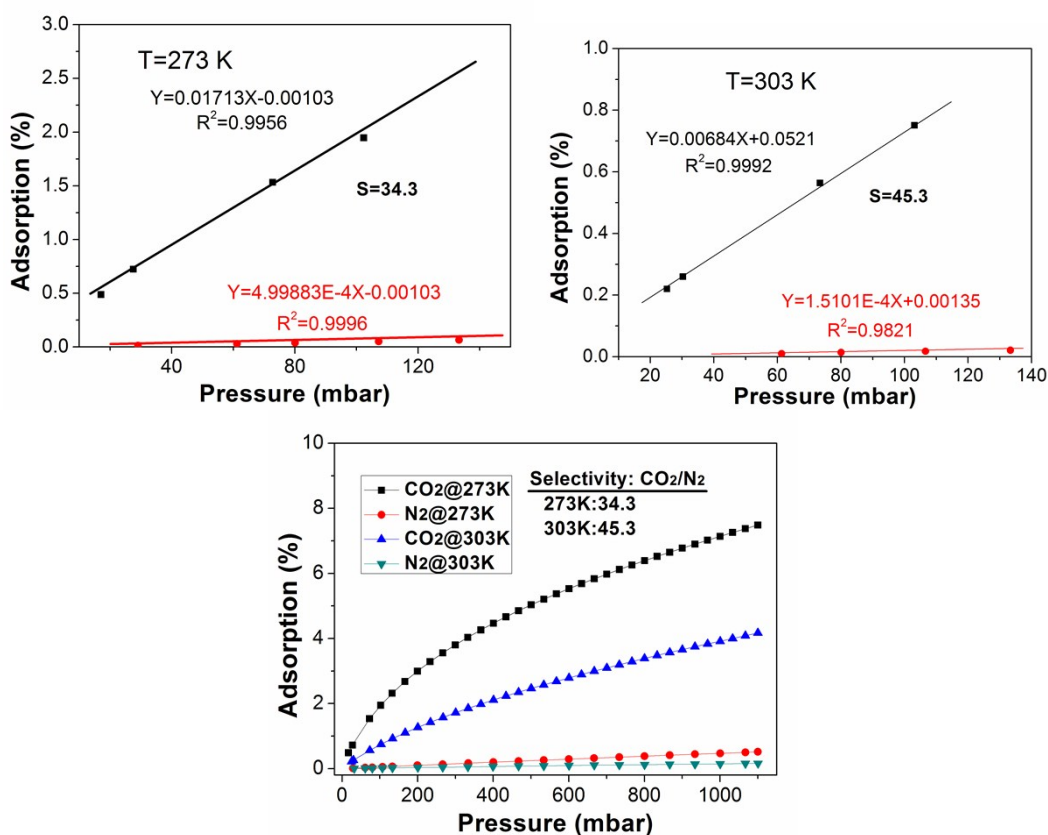 3.0
2.5
2.0
1.5
1.0
0.5
0.0
Adsorption (%)
T=273 K
Y=0.01713X-0.00103
R²=0.9956
S=34.3
Y=4.99883E-4X-0.00103
R²=0.9996
40
80
120
Pressure (mbar)
1.0
0.8
0.6
0.4
0.2
0.0
Adsorption (%)
T=303 K
Y=0.00684X+0.0521
R²=0.9992
S=45.3
Y=1.5101E-4X+0.00135
R²=0.9821
20 40 60 80 100 120 140
Pressure (mbar)
10
8
6
4
2
0
Adsorption (%)
CO₂@273K
N₂@273K
CO₂@303K
N₂@303K
Selectivity: CO₂/N₂
273K:34.3
303K:45.3
0 200 400 600 800 1000
Pressure (mbar)